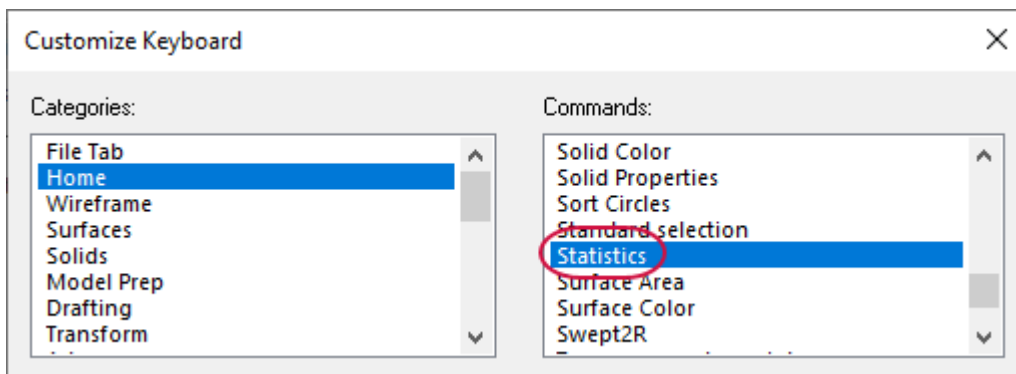 Customize Keyboard
Categories:
File Tab
Home
Wireframe
Surfaces
Solids
Model Prep
Drafting
Transform
Commands:
Solid Color
Solid Properties
Sort Circles
Standard selection
Statistics
Surface Area
Surface Color
Swept2R